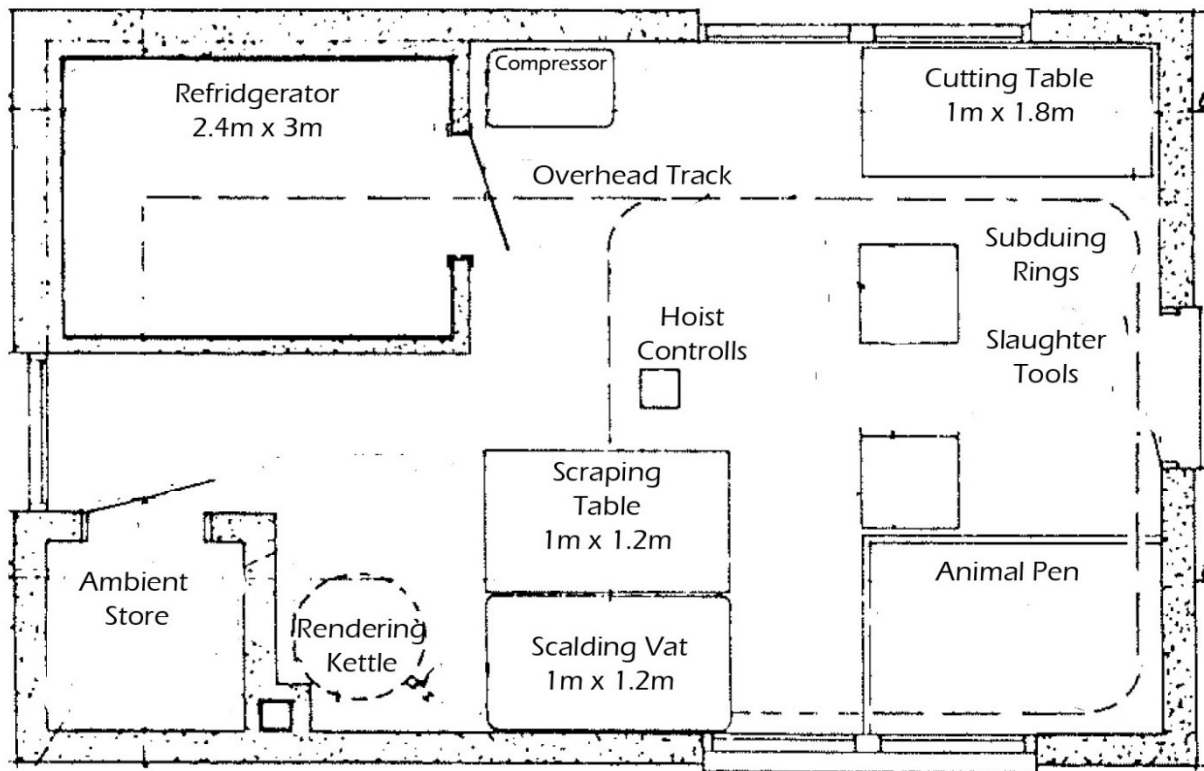 Compressor
Refridgerator
2.4m x 3m
Cutting Table
1m x 1.8m
Overhead Track
Subduing
Rings
Hoist
Controlls
Slaughter
Tools
Scraping
Table
1m x 1.2m
Ambient
Store
Animal Pen
Rendering
Kettle
Scalding Vat
1m x 1.2m